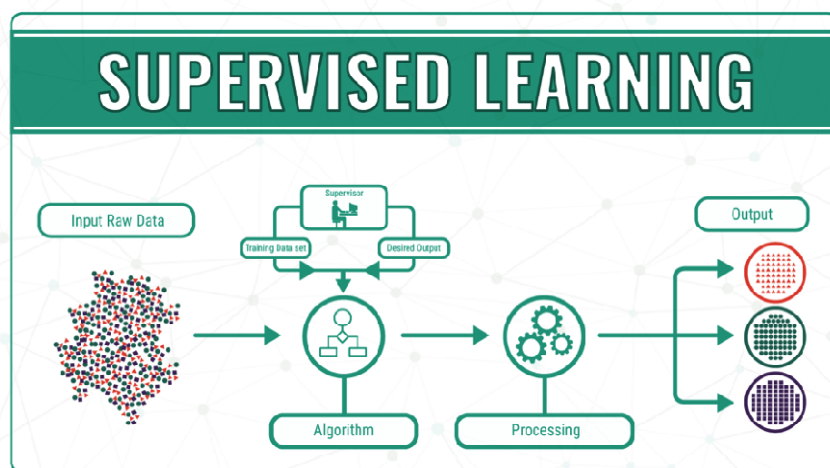 SUPERVISED LEARNING
Supervisor
Input Raw Data
Output
Training Data set
Desired Output
Algorithm
Processing